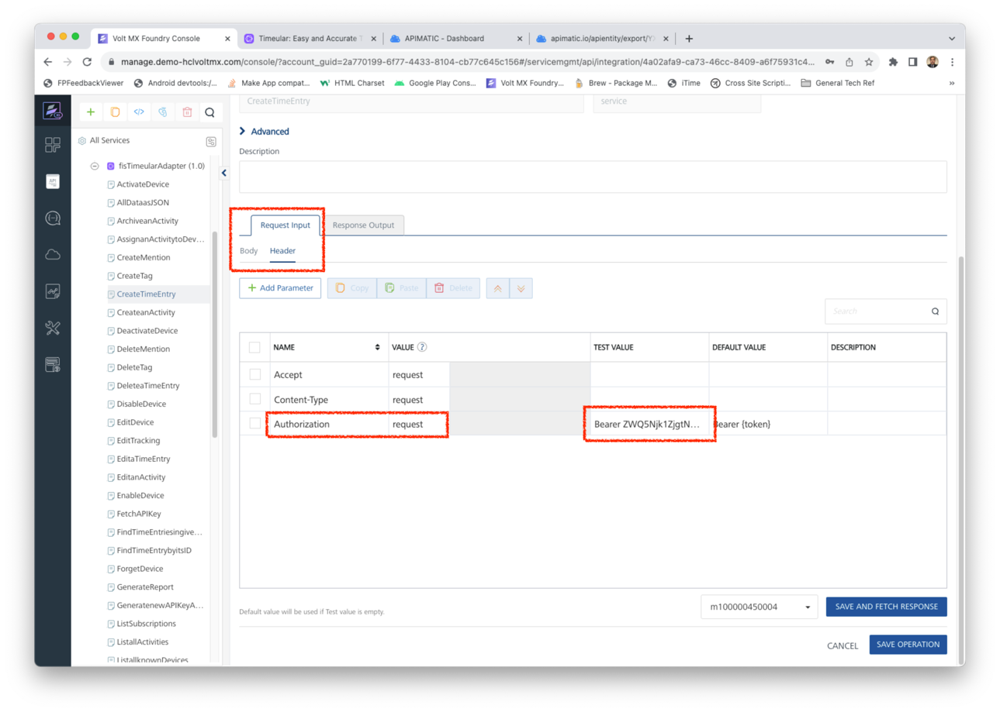 Volt MX Foundry Console
Timeular: Easy and Accurate T
APIMATIC - Dashboard
apimatic.io/apientity/export/Y
manage.demo-hclvoltmx.com/console/?account_guid=2a770199-6f77-4433-8104-cb77c645c156#/servicemgmt/api/integration/4a02afa9-ca73-46cc-8409-a6f75931c4...
FPFeedbackViewer
Android devtools:/...
Make App compat...
HTML Charset
Google Play Cons...
Volt MX Foundry...
Brew - Package M...
iTime
Cross Site Scripti...
General Tech Ref
»
CreateTimeEntry
service
</>
All Services
Advanced
Description
API
fisTimeularAdapter (1.0)
ActivateDevice
AllDataasJSON
ArchiveanActivity
AssignanActivitytoDev...
CreateMention
CreateTag
CreateTimeEntry
CreateanActivity
DeactivateDevice
DeleteMention
DeleteTag
DeleteaTimeEntry
DisableDevice
EditDevice
EditTracking
EditaTimeEntry
EditanActivity
EnableDevice
FetchAPIKey
FindTimeEntriesingive...
FindTimeEntrybyitsID
ForgetDevice
GenerateReport
GeneratenewAPIKeyA...
ListSubscriptions
ListallActivities
ListallknownDevices
Request Input
Response Output
Body
Header
+ Add Parameter
Copy
Paste
Delete
Search
NAME
VALUE ?
TEST VALUE
DEFAULT VALUE
DESCRIPTION
Accept
request
Content-Type
request
Authorization
request
Bearer ZWQ5Njk1ZjgtN...
Bearer {token}
Default value will be used if Test value is empty.
m100000450004
SAVE AND FETCH RESPONSE
CANCEL
SAVE OPERATION